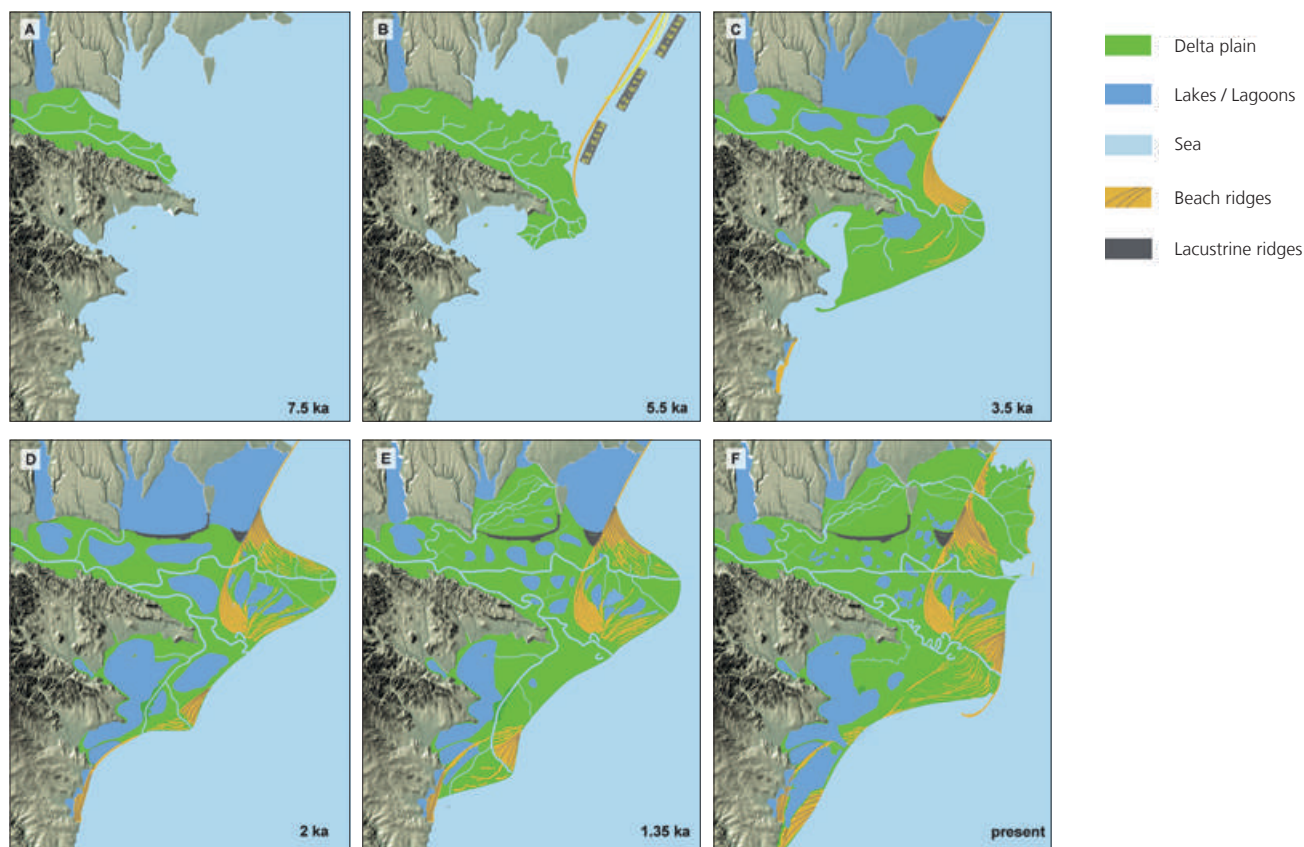 A
B
C
7.5 ka
5.5 ka
3.5 ka
D
E
F
2 ka
1.35 ka
present
Delta plain
Lakes / Lagoons
Sea
Beach ridges
Lacustrine ridges